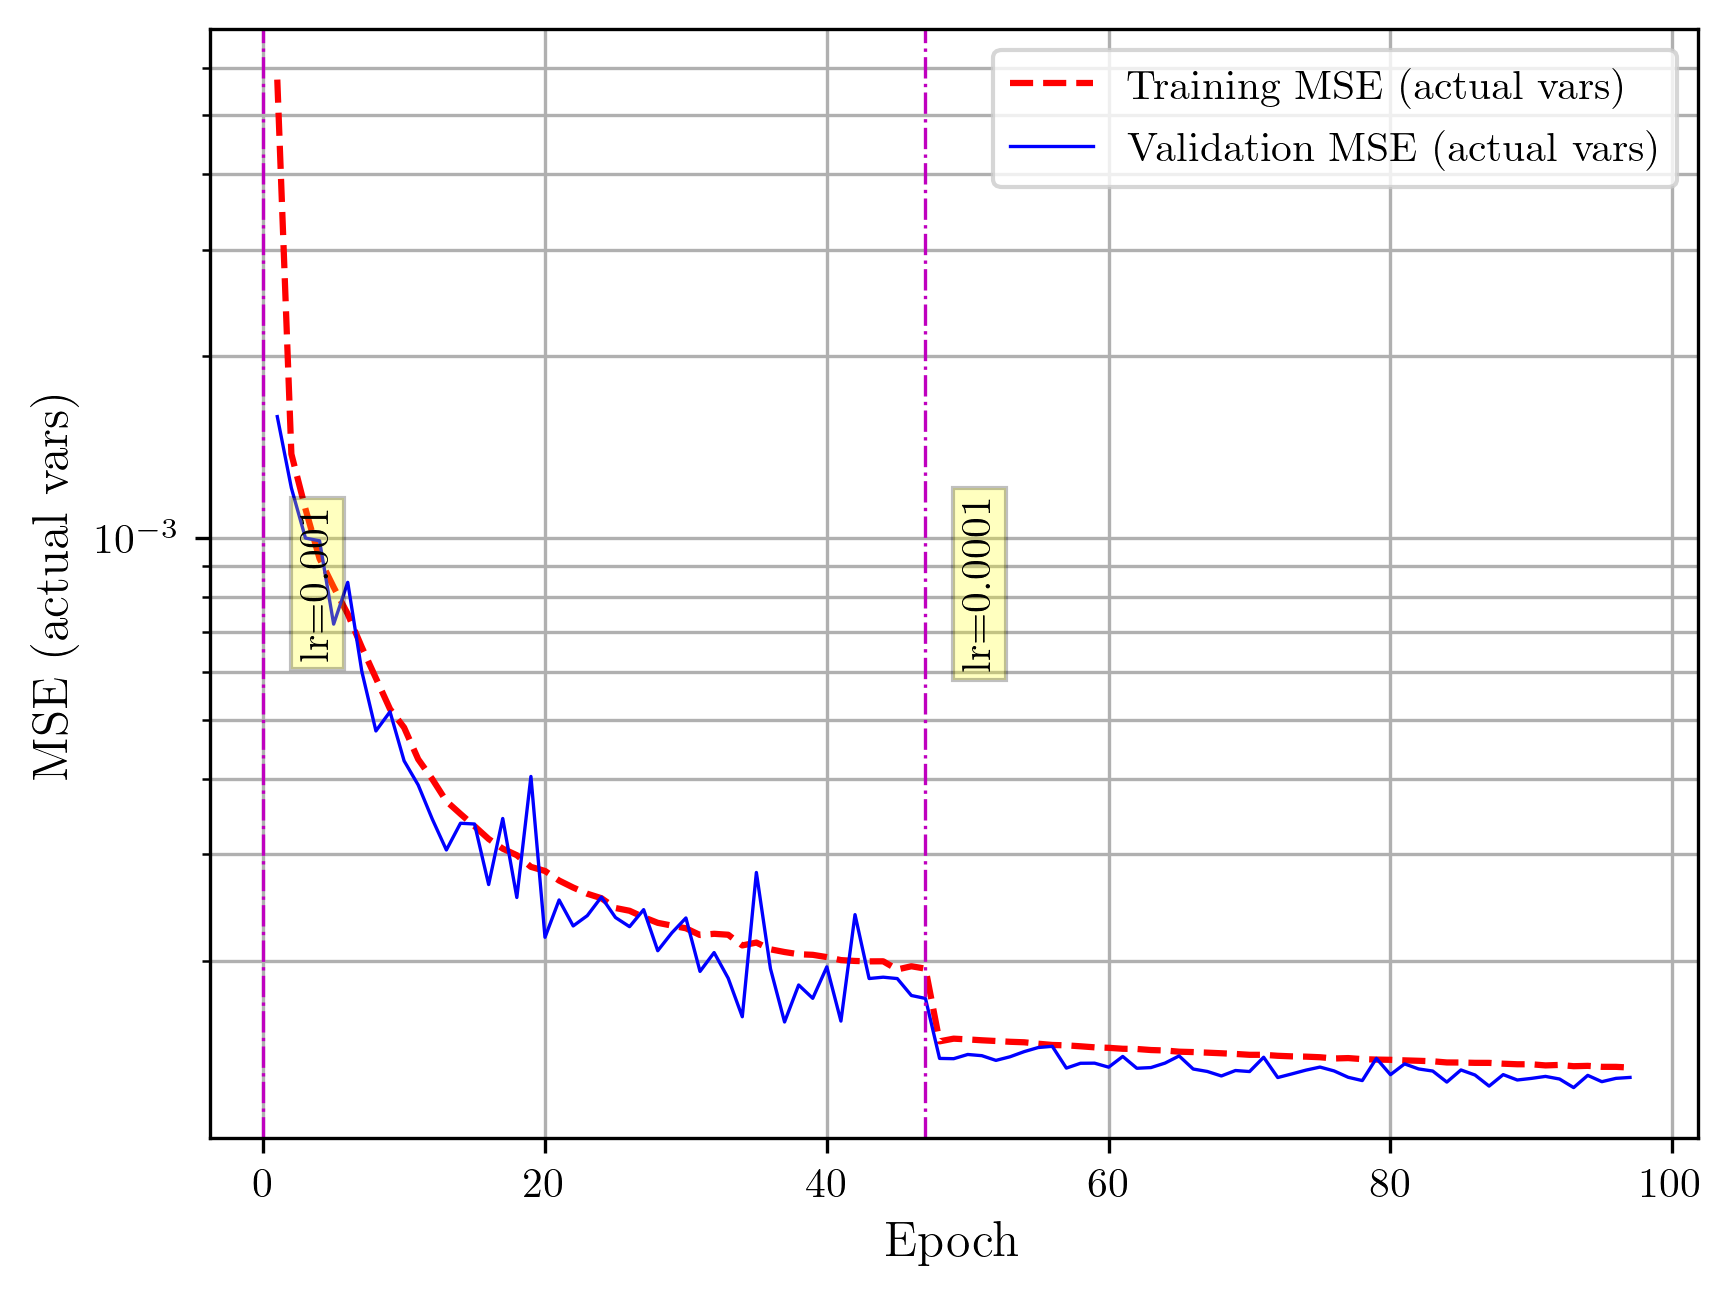 Training MSE (actual vars)
Validation MSE (actual vars)
MSE (actual vars)
10⁻³
lr=0.001
lr=0.0001
0 20 40 60 80 100
Epoch